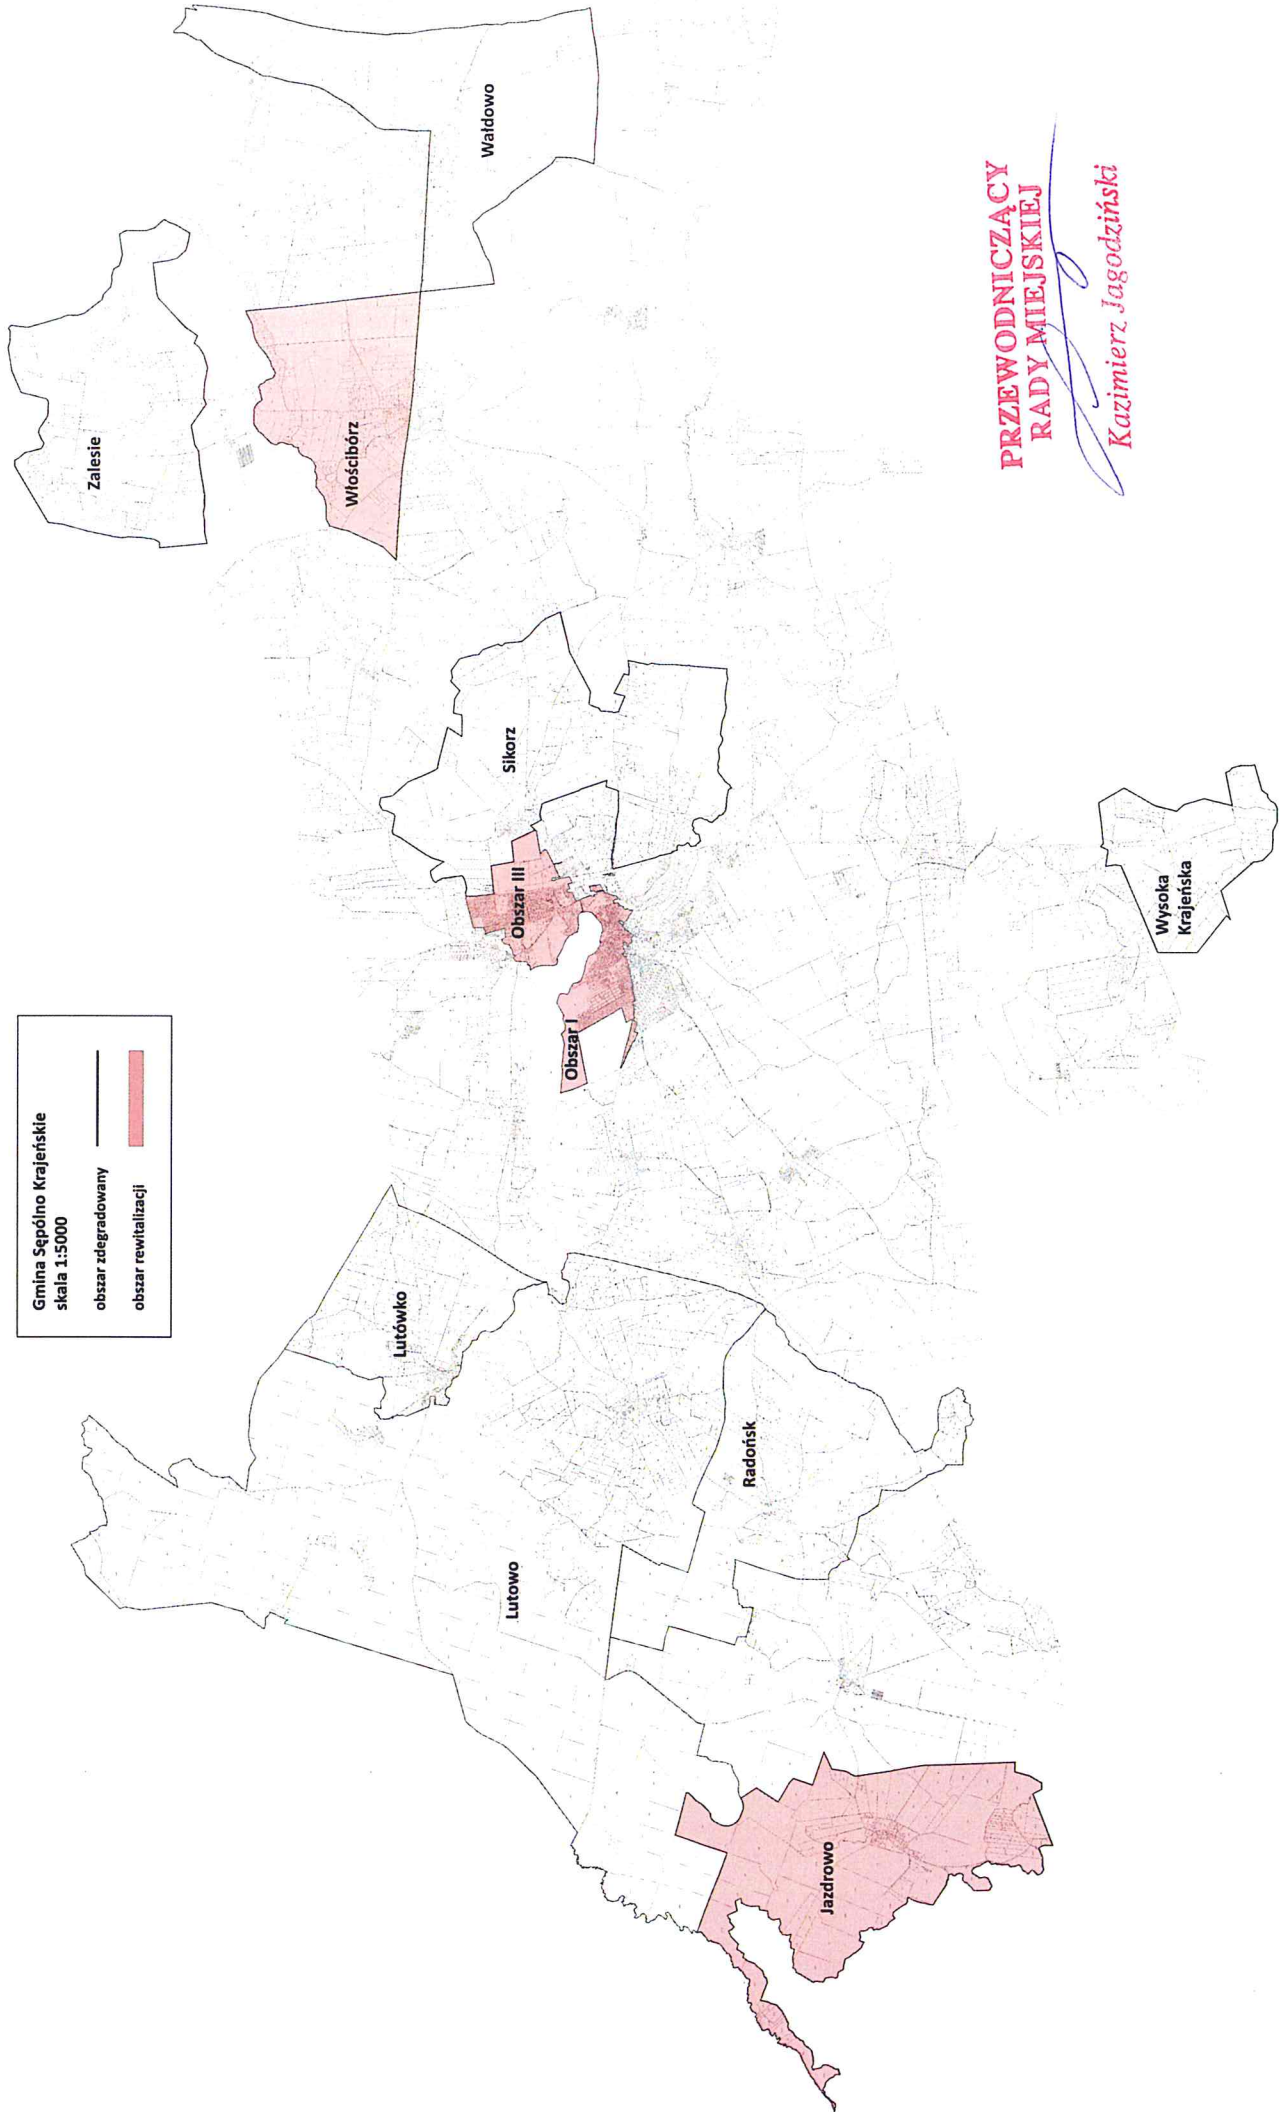 Gmina Sępólno Krajeńskie
skala 1:5000
obszar zdegradowany
obszar rewitalizacji
Zalesie
Wałdowo
Włościbórz
Sikorz
Obszar III
Obszar I
Lutówko
Lutowo
Radońsk
Jazdrowo
Wysoka
Krajeńska
PRZEWODNICZĄCY
RADY MIEJSKIEJ
Kazimierz Jagodziński